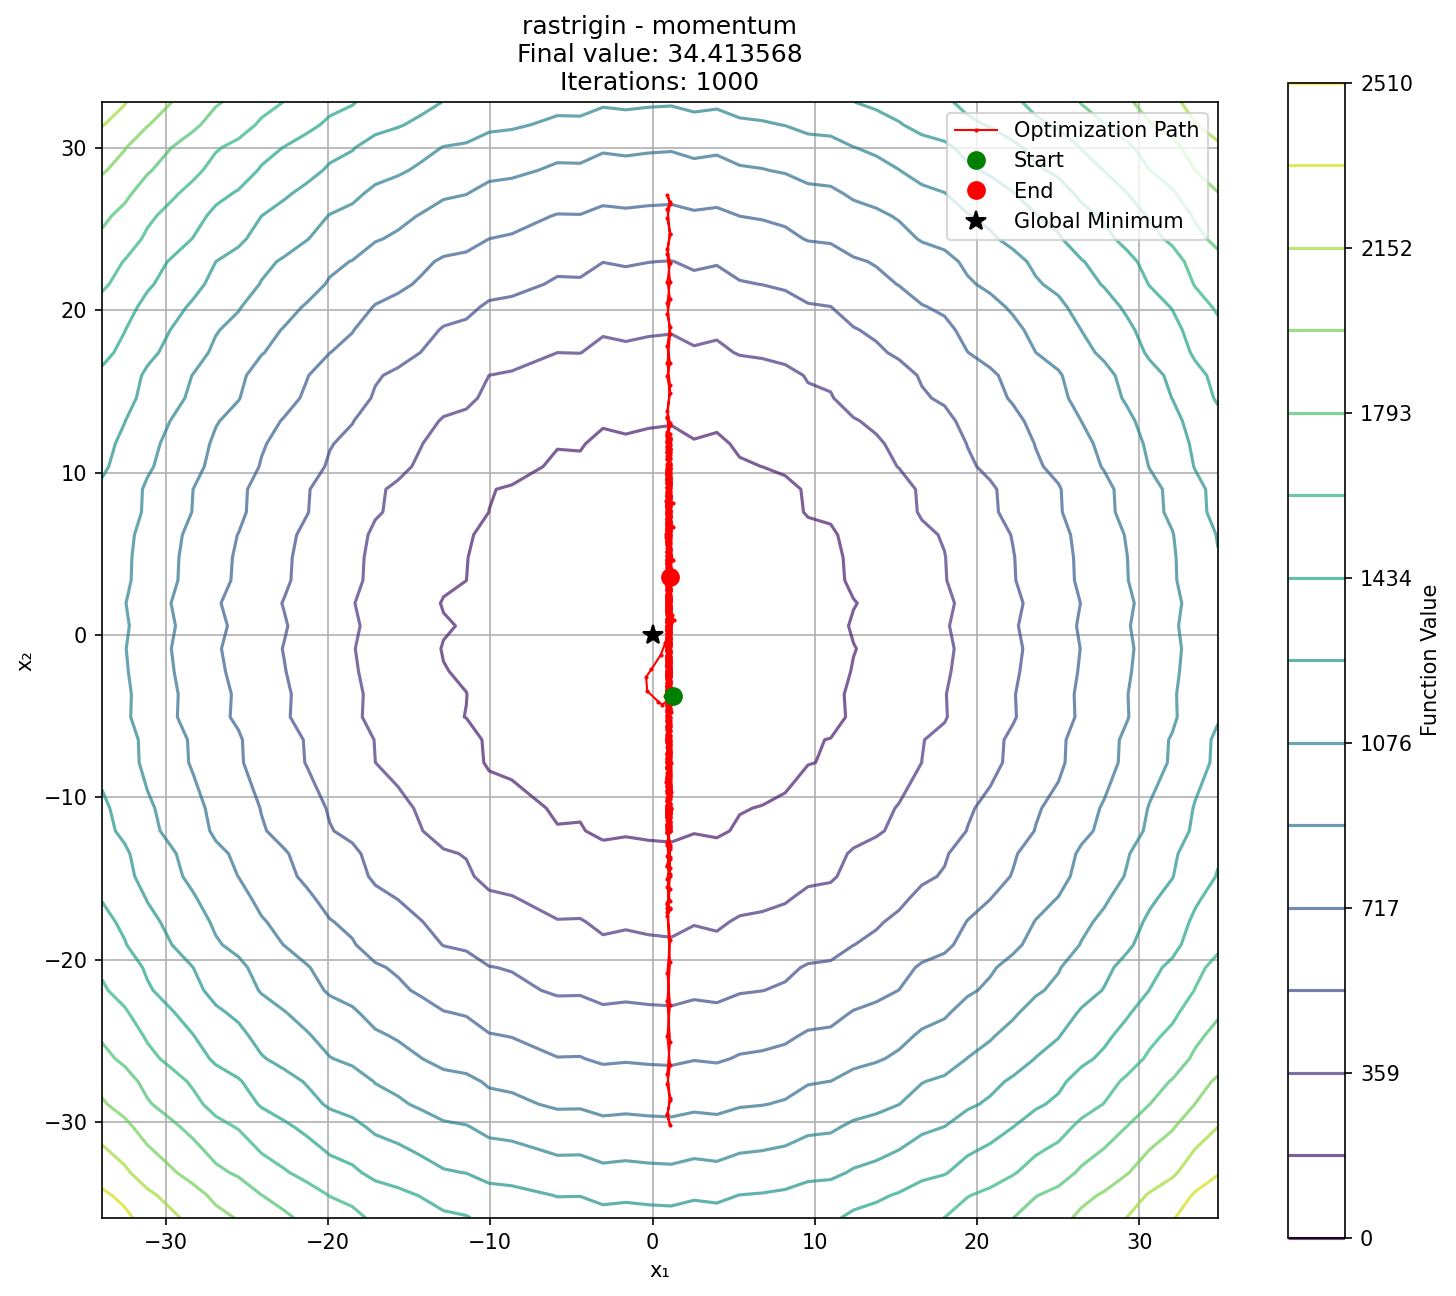 rastrigin - momentum
Final value: 34.413568
Iterations: 1000
Optimization Path
Start
End
Global Minimum
30
20
10
0
−10
−20
−30
x₂
−30
−20
−10
0
10
20
30
x₁
2510
2152
1793
1434
1076
717
359
0
Function Value